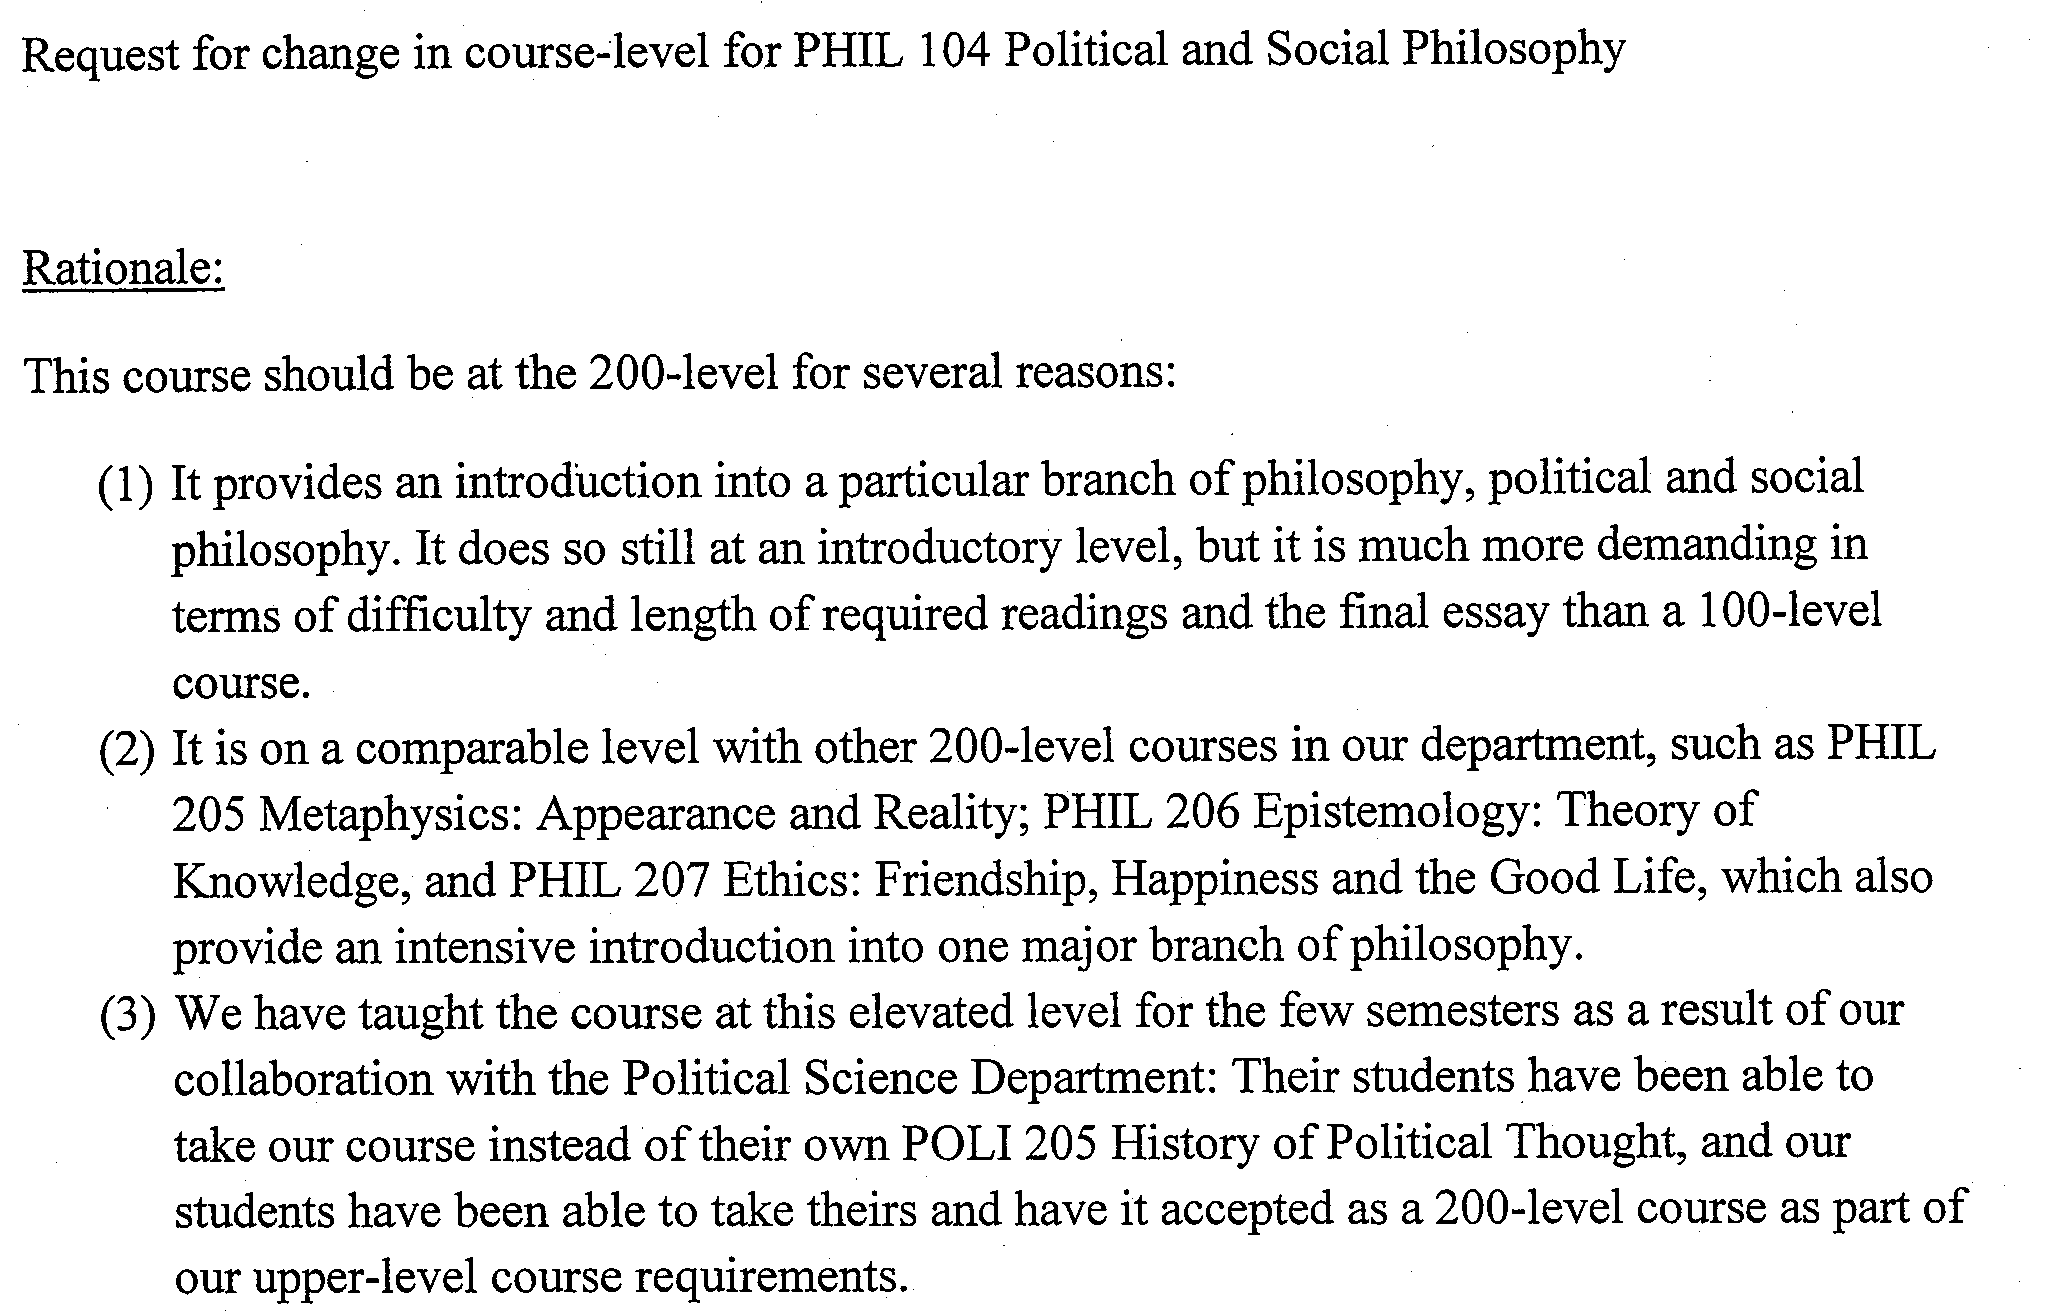 Request for change in course-level for PHIL 104 Political and Social Philosophy
Rationale:
This course should be at the 200-level for several reasons:
(1) It provides an introduction into a particular branch of philosophy, political and social
philosophy. It does so still at an introductory level, but it is much more demanding in
terms of difficulty and length of required readings and the final essay than a 100-level
course.
(2) It is on a comparable level with other 200-level courses in our department, such as PHIL
205 Metaphysics: Appearance and Reality; PHIL 206 Epistemology: Theory of
Knowledge, and PHIL 207 Ethics: Friendship, Happiness and the Good Life, which also
provide an intensive introduction into one major branch of philosophy.
(3) We have taught the course at this elevated level for the few semesters as a result of our
collaboration with the Political Science Department: Their students have been able to
take our course instead of their own POLI 205 History of Political Thought, and our
students have been able to take theirs and have it accepted as a 200-level course as part of
our upper-level course requirements.